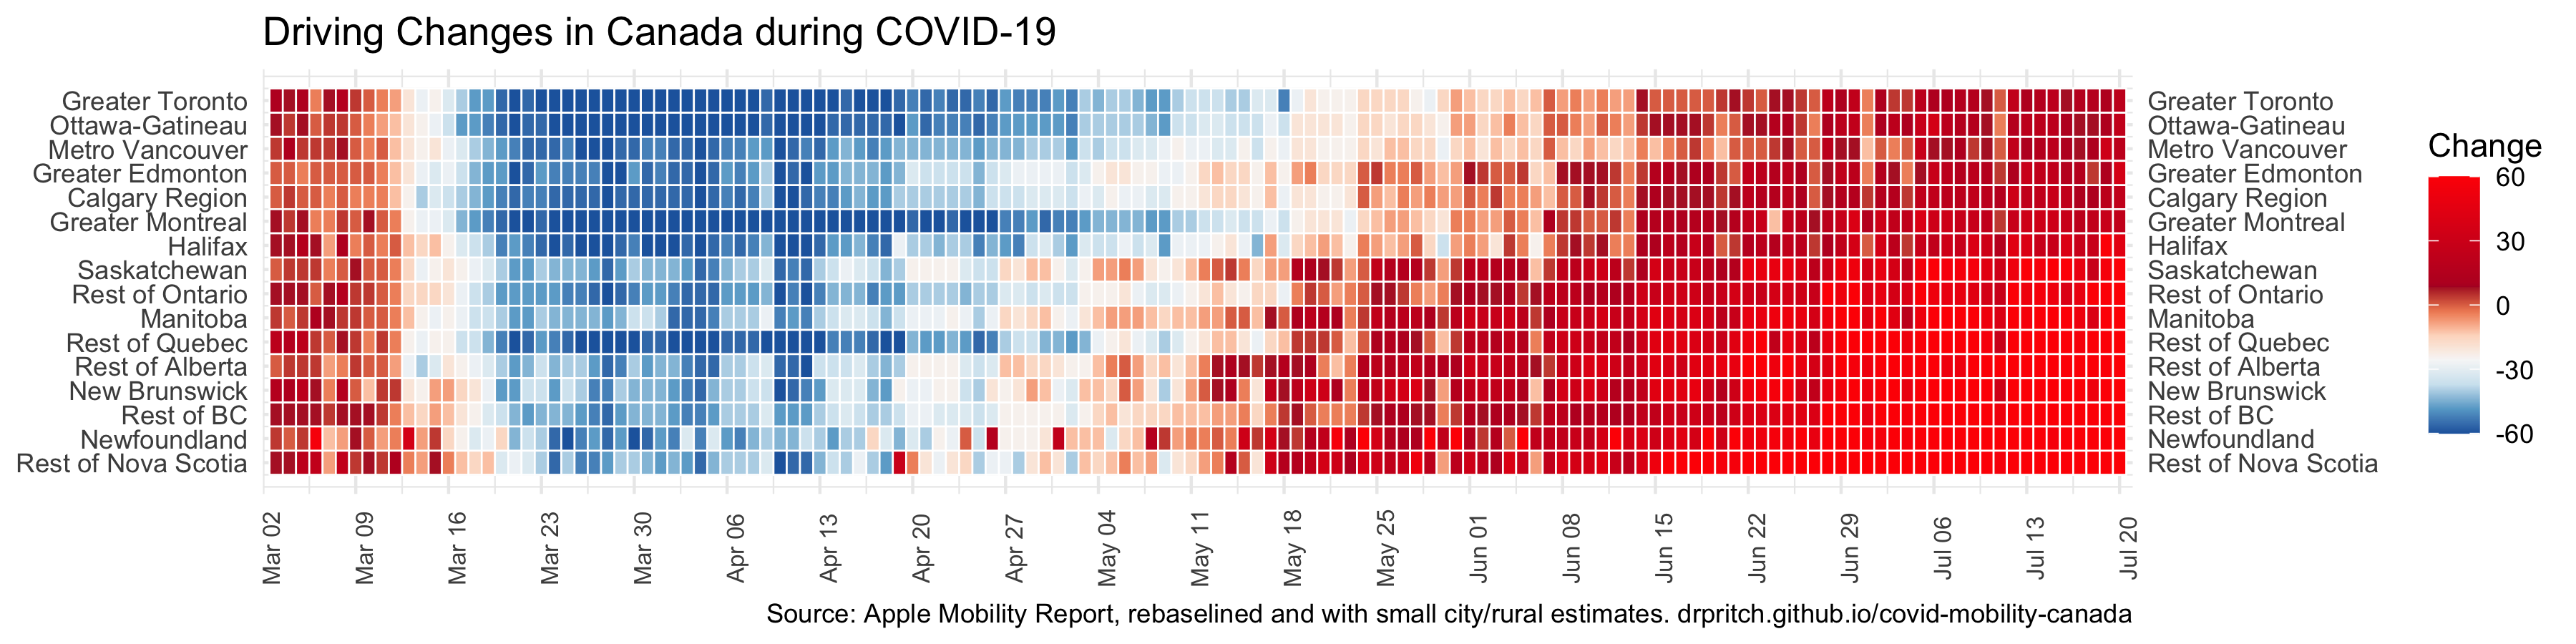 Driving Changes in Canada during COVID-19
Greater Toronto
Ottawa-Gatineau
Metro Vancouver
Greater Edmonton
Calgary Region
Greater Montreal
Halifax
Saskatchewan
Rest of Ontario
Manitoba
Rest of Quebec
Rest of Alberta
New Brunswick
Rest of BC
Newfoundland
Rest of Nova Scotia
Greater Toronto
Ottawa-Gatineau
Metro Vancouver
Greater Edmonton
Calgary Region
Greater Montreal
Halifax
Saskatchewan
Rest of Ontario
Manitoba
Rest of Quebec
Rest of Alberta
New Brunswick
Rest of BC
Newfoundland
Rest of Nova Scotia
Change
60
30
0
-30
-60
Mar 02
Mar 09
Mar 16
Mar 23
Mar 30
Apr 06
Apr 13
Apr 20
Apr 27
May 04
May 11
May 18
May 25
Jun 01
Jun 08
Jun 15
Jun 22
Jun 29
Jul 06
Jul 13
Jul 20
Source: Apple Mobility Report, rebaselined and with small city/rural estimates. drpritch.github.io/covid-mobility-canada